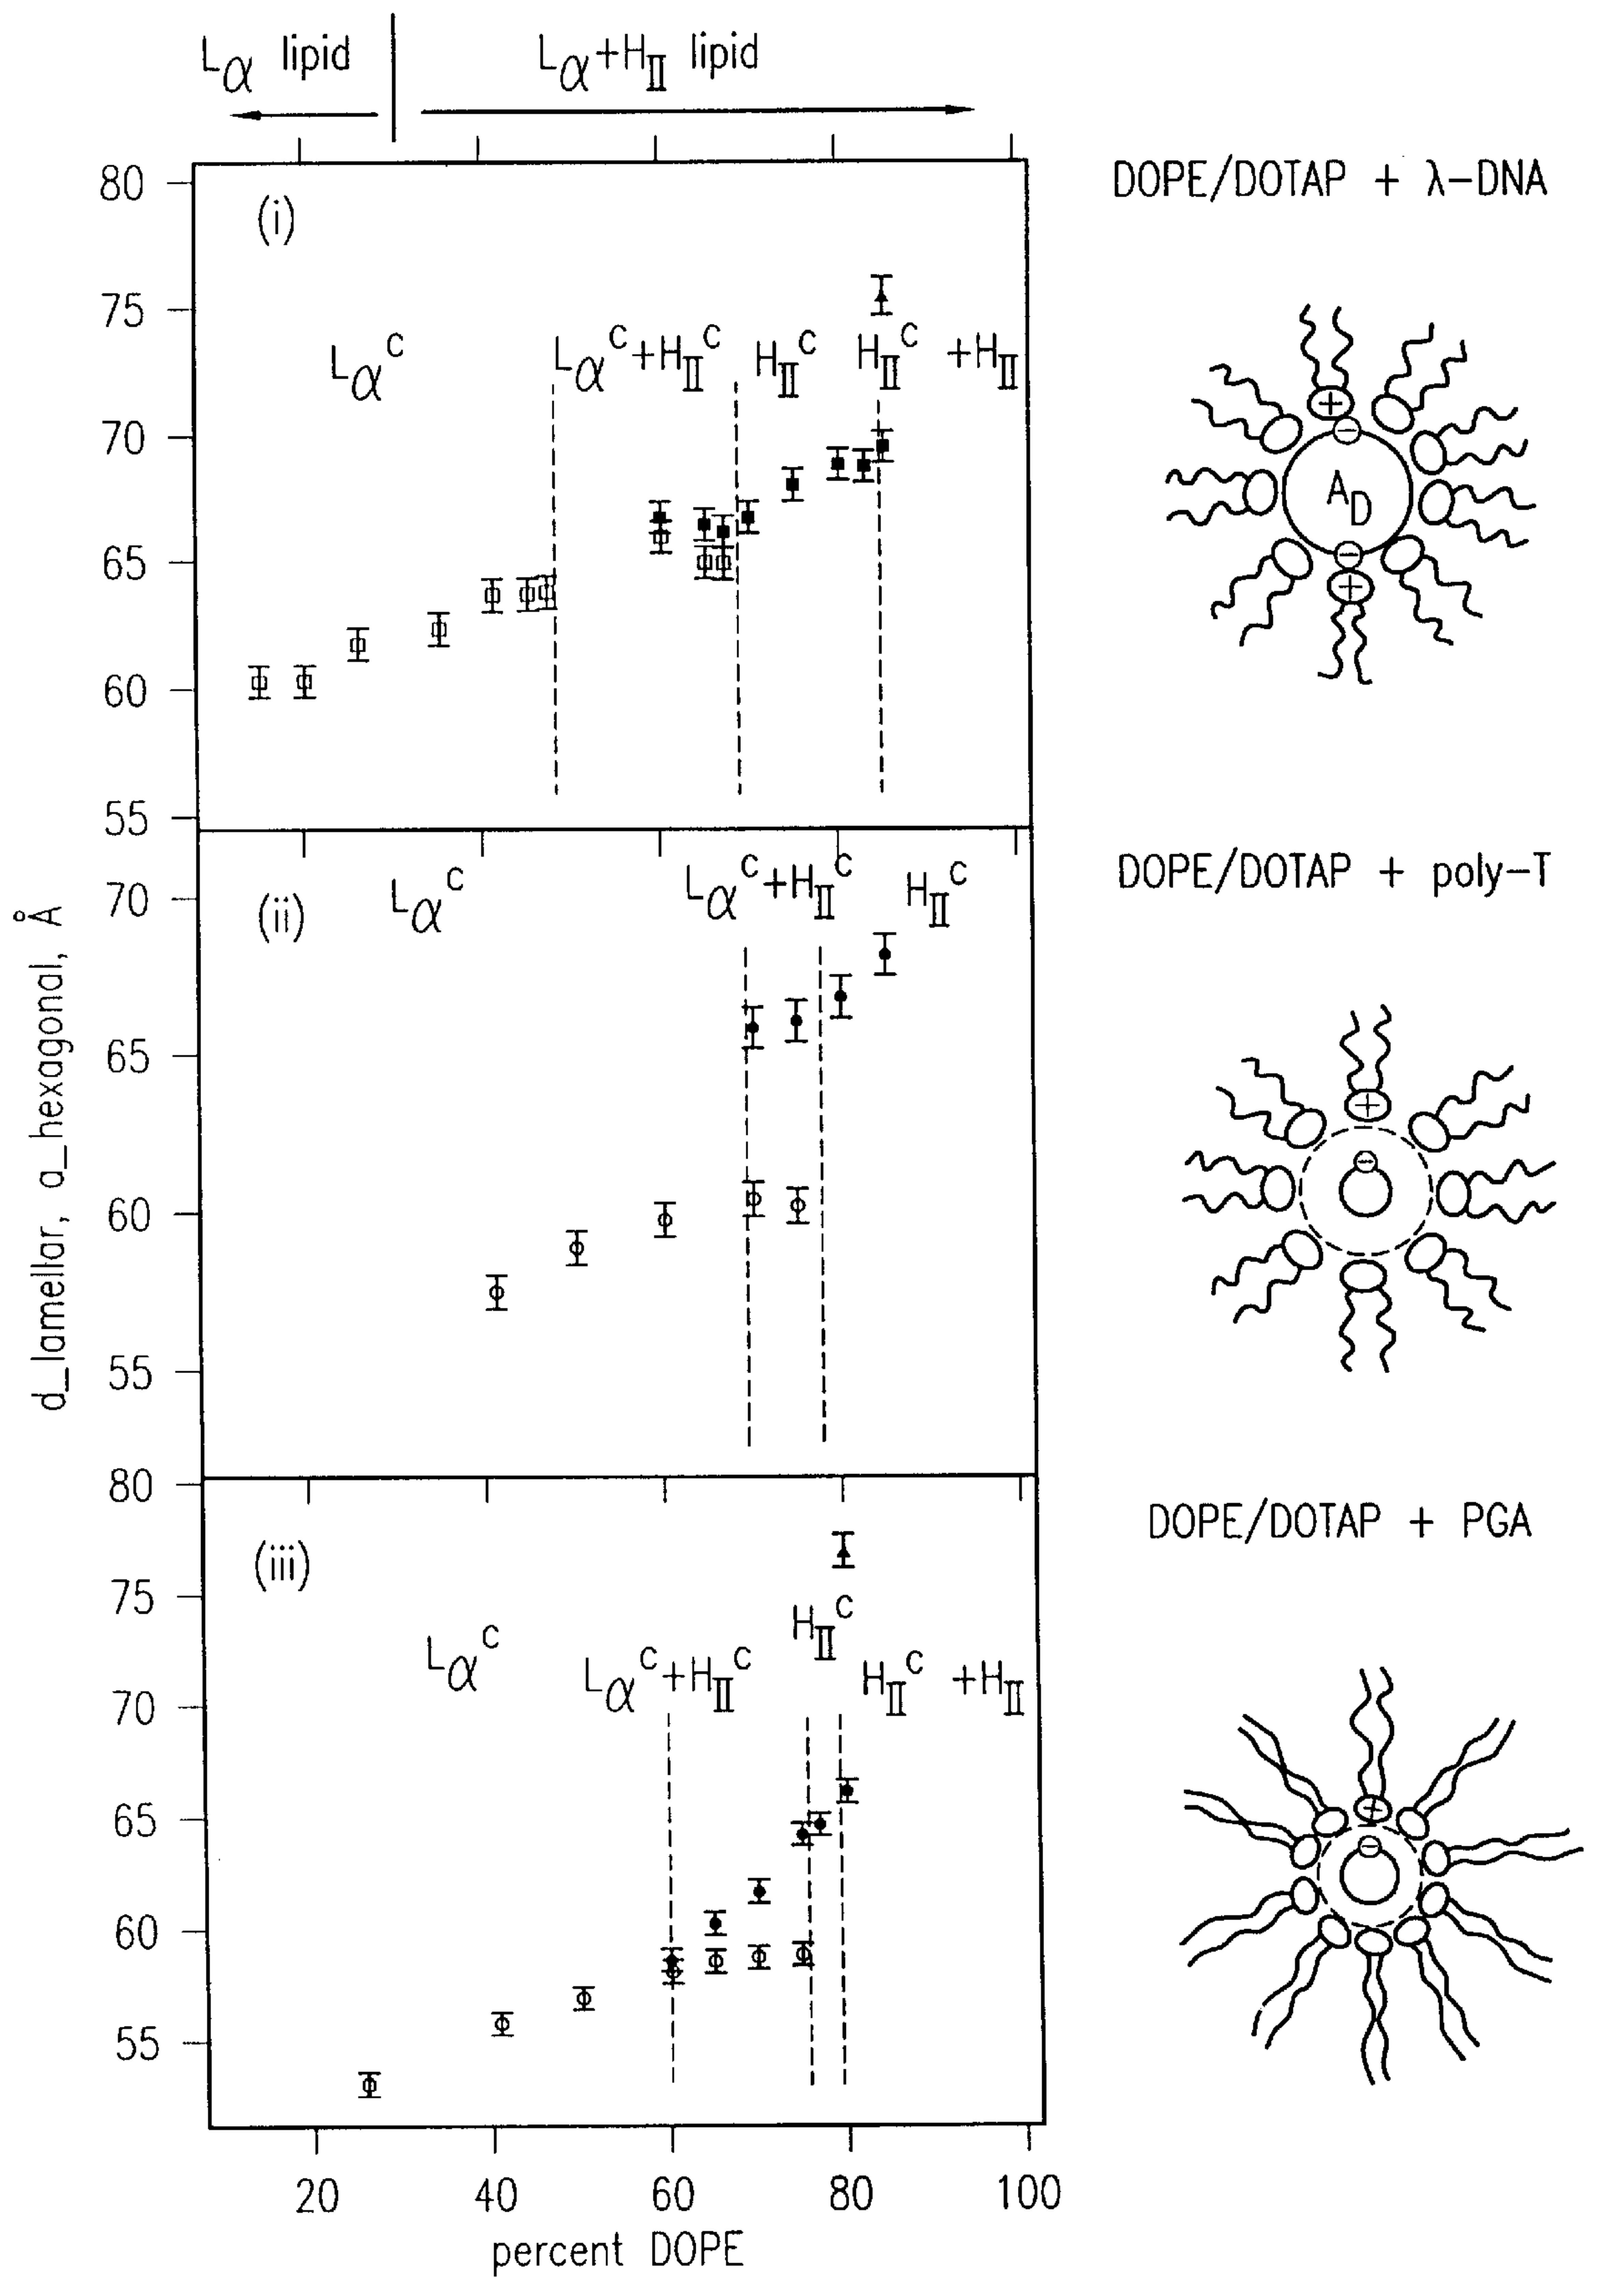 Lα lipid
Lα+HII lipid
DOPE/DOTAP + λ-DNA
80
75
70
65
60
55
(i)
LαC
LαC+HIIC
HIIC
HIIC +HII
+
−
AD
−
+
DOPE/DOTAP + poly-T
70
65
60
55
(ii)
LαC
LαC+HIIC
HIIC
+
−
d_lamellar, a_hexagonal, Å
DOPE/DOTAP + PGA
80
75
70
65
60
55
(iii)
LαC
LαC+HIIC
HIIC
HIIC +HII
+
−
20 40 60 80 100
percent DOPE